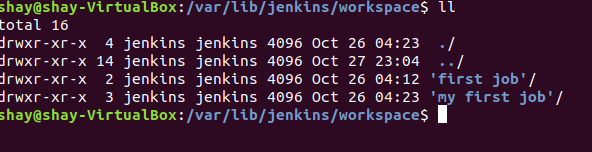 shay@shay-VirtualBox:/var/lib/jenkins/workspace$ ll
total 16
drwxr-xr-x  4 jenkins jenkins 4096 Oct 26 04:23  ./
drwxr-xr-x 14 jenkins jenkins 4096 Oct 27 23:04  ../
drwxr-xr-x  2 jenkins jenkins 4096 Oct 26 04:12 'first job'/
drwxr-xr-x  3 jenkins jenkins 4096 Oct 26 04:23 'my first job'/
shay@shay-VirtualBox:/var/lib/jenkins/workspace$